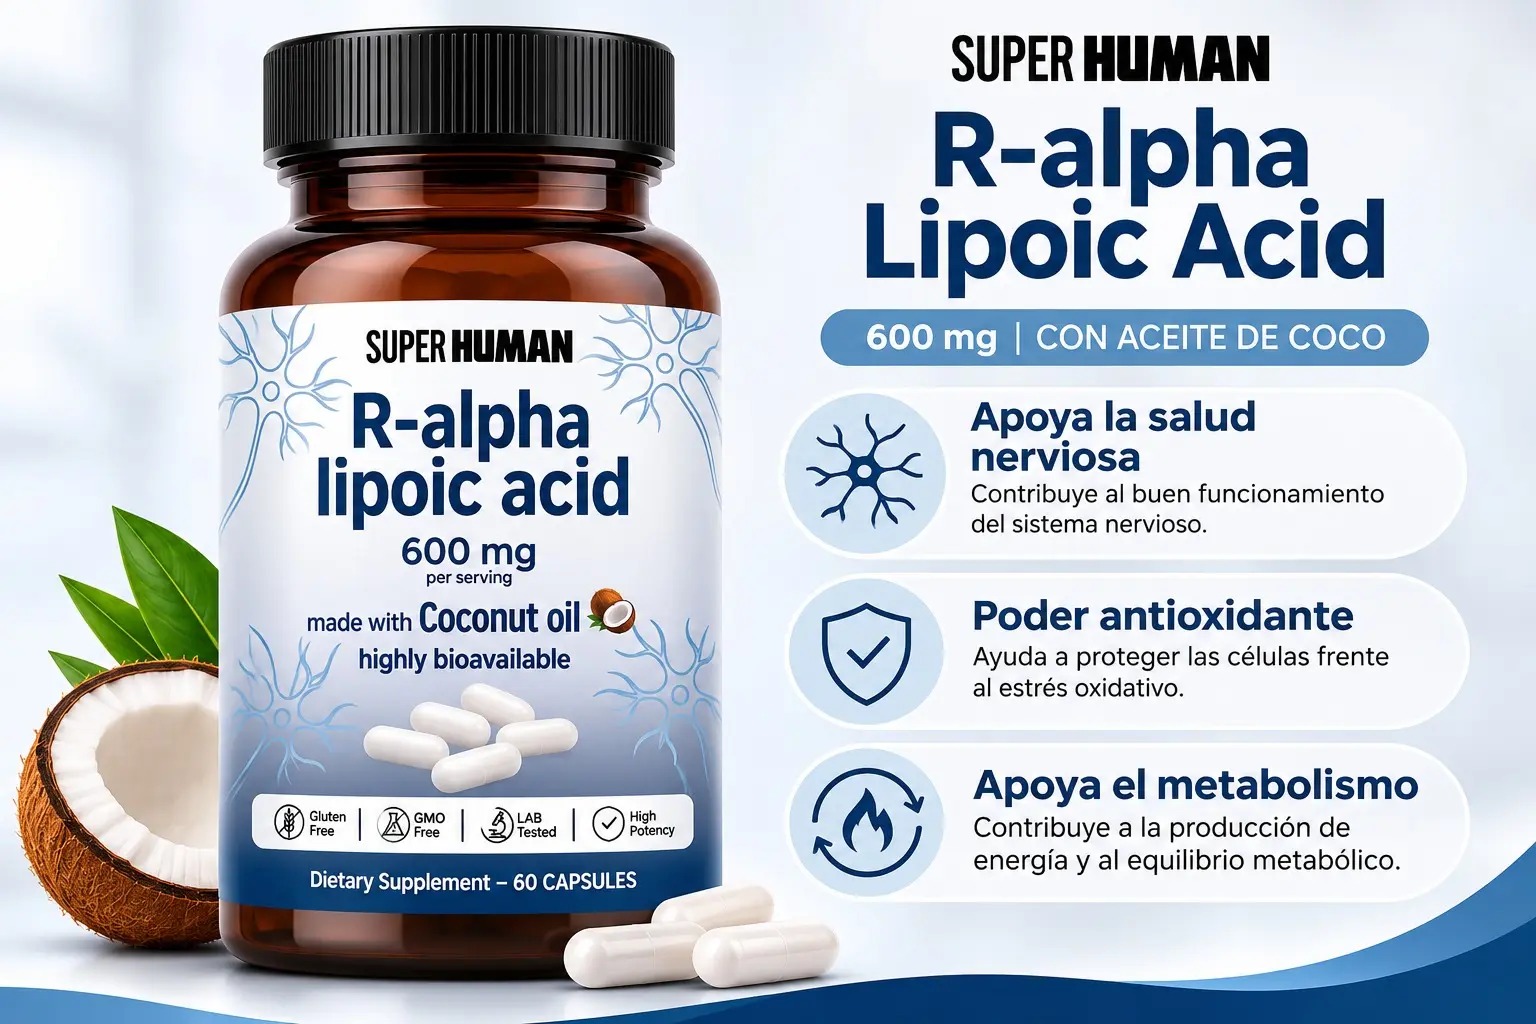 SUPER HUMAN
R-alpha
lipoic acid
600 mg
per serving
made with Coconut oil
highly bioavailable
Gluten
Free
GMO
Free
LAB
Tested
High
Potency
Dietary Supplement – 60 CAPSULES
SUPER HUMAN
R-alpha
Lipoic Acid
600 mg | CON ACEITE DE COCO
Apoya la salud
nerviosa
Contribuye al buen funcionamiento
del sistema nervioso.
Poder antioxidante
Ayuda a proteger las células frente
al estrés oxidativo.
Apoya el metabolismo
Contribuye a la producción de
energía y al equilibrio metabólico.